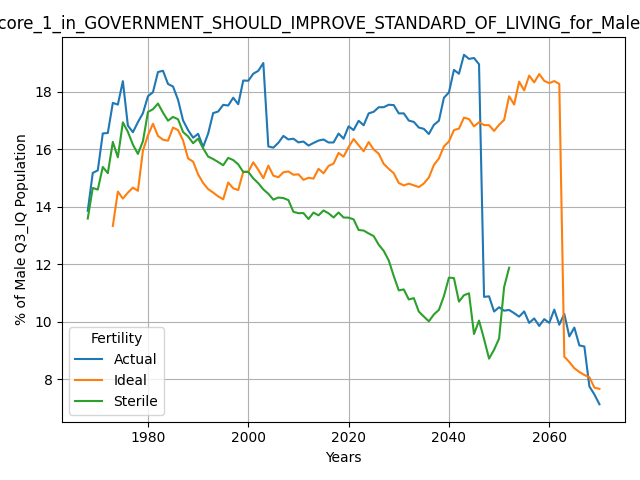 core_1_in_GOVERNMENT_SHOULD_IMPROVE_STANDARD_OF_LIVING_for_Male
% of Male Q3_IQ Population
18
16
14
12
10
8
Fertility
Actual
Ideal
Sterile
1980 2000 2020 2040 2060
Years